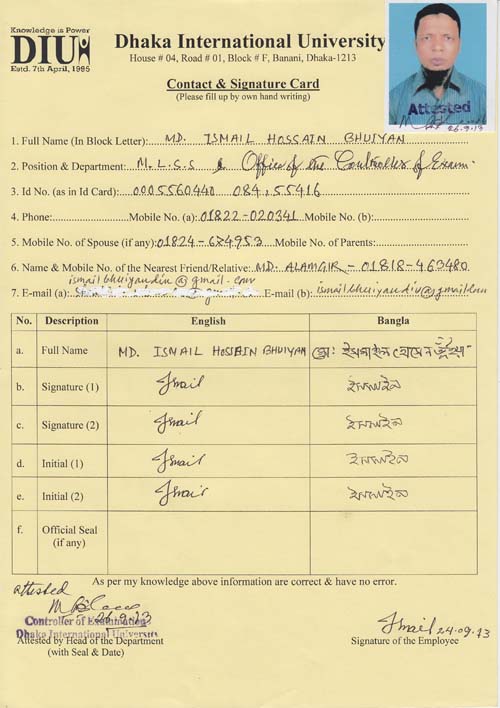 Knowledge is Power
DIU
Estd. 7th April, 1995
Dhaka International University
House # 04, Road # 01, Block # F, Banani, Dhaka-1213
Contact & Signature Card
(Please fill up by own hand writing)
Attested
26.9.13
1. Full Name (In Block Letter): MD. ISMAIL HOSSAIN BHUIYAN
2. Position & Department: M.L.S.S & Office of the Controller of Exam.
3. Id No. (as in Id Card): 0005560440 084,55416
4. Phone: Mobile No. (a): 01822-020341 Mobile No. (b):
5. Mobile No. of Spouse (if any): 01824-684953 Mobile No. of Parents:
6. Name & Mobile No. of the Nearest Friend/Relative: MD. ALAMGIR - 01818-463480
ismailbhuiyandiu@gmail.com
7. E-mail (a): E-mail (b): ismailbhuiyandiu@gmail.com
No. Description English Bangla
a. Full Name MD. ISMAIL HOSSAIN BHUIYAN মো: ইসমাইল হোসেন ভূঁইয়া
b. Signature (1) Ismail ইসমাইল
c. Signature (2) Ismail ইসমাইল
d. Initial (1) Ismail ইসমাইল
e. Initial (2) Ismail ইসমাইল
f. Official Seal (if any)
As per my knowledge above information are correct & have no error.
Attested
26.9.13
Controller of Examination
Dhaka International University
Attested by Head of the Department
(with Seal & Date)
Ismail 24.09.13
Signature of the Employee